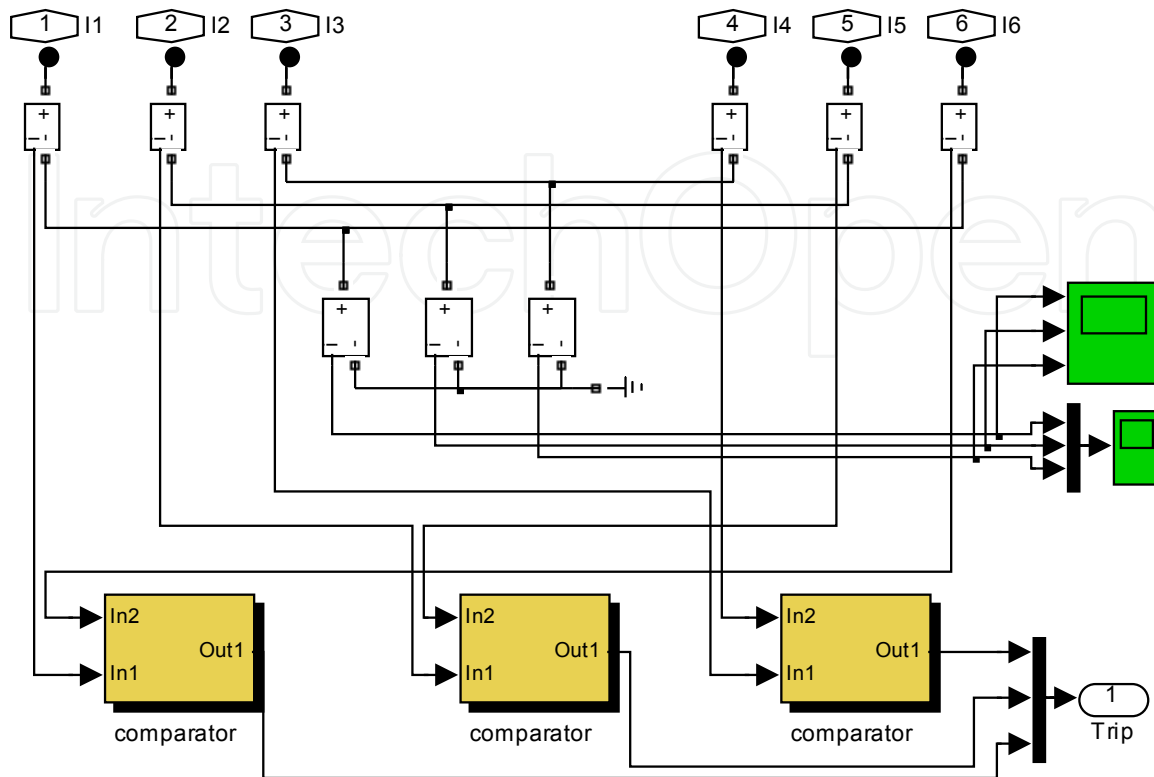 1 I1 2 I2 3 I3 4 I4 5 I5 6 I6
+ + + + + +
- - - - - -
+ + +
- - -
IntechOpen
In2 In2 In2
Out1 Out1 Out1
In1 In1 In1
1
comparator comparator comparator Trip